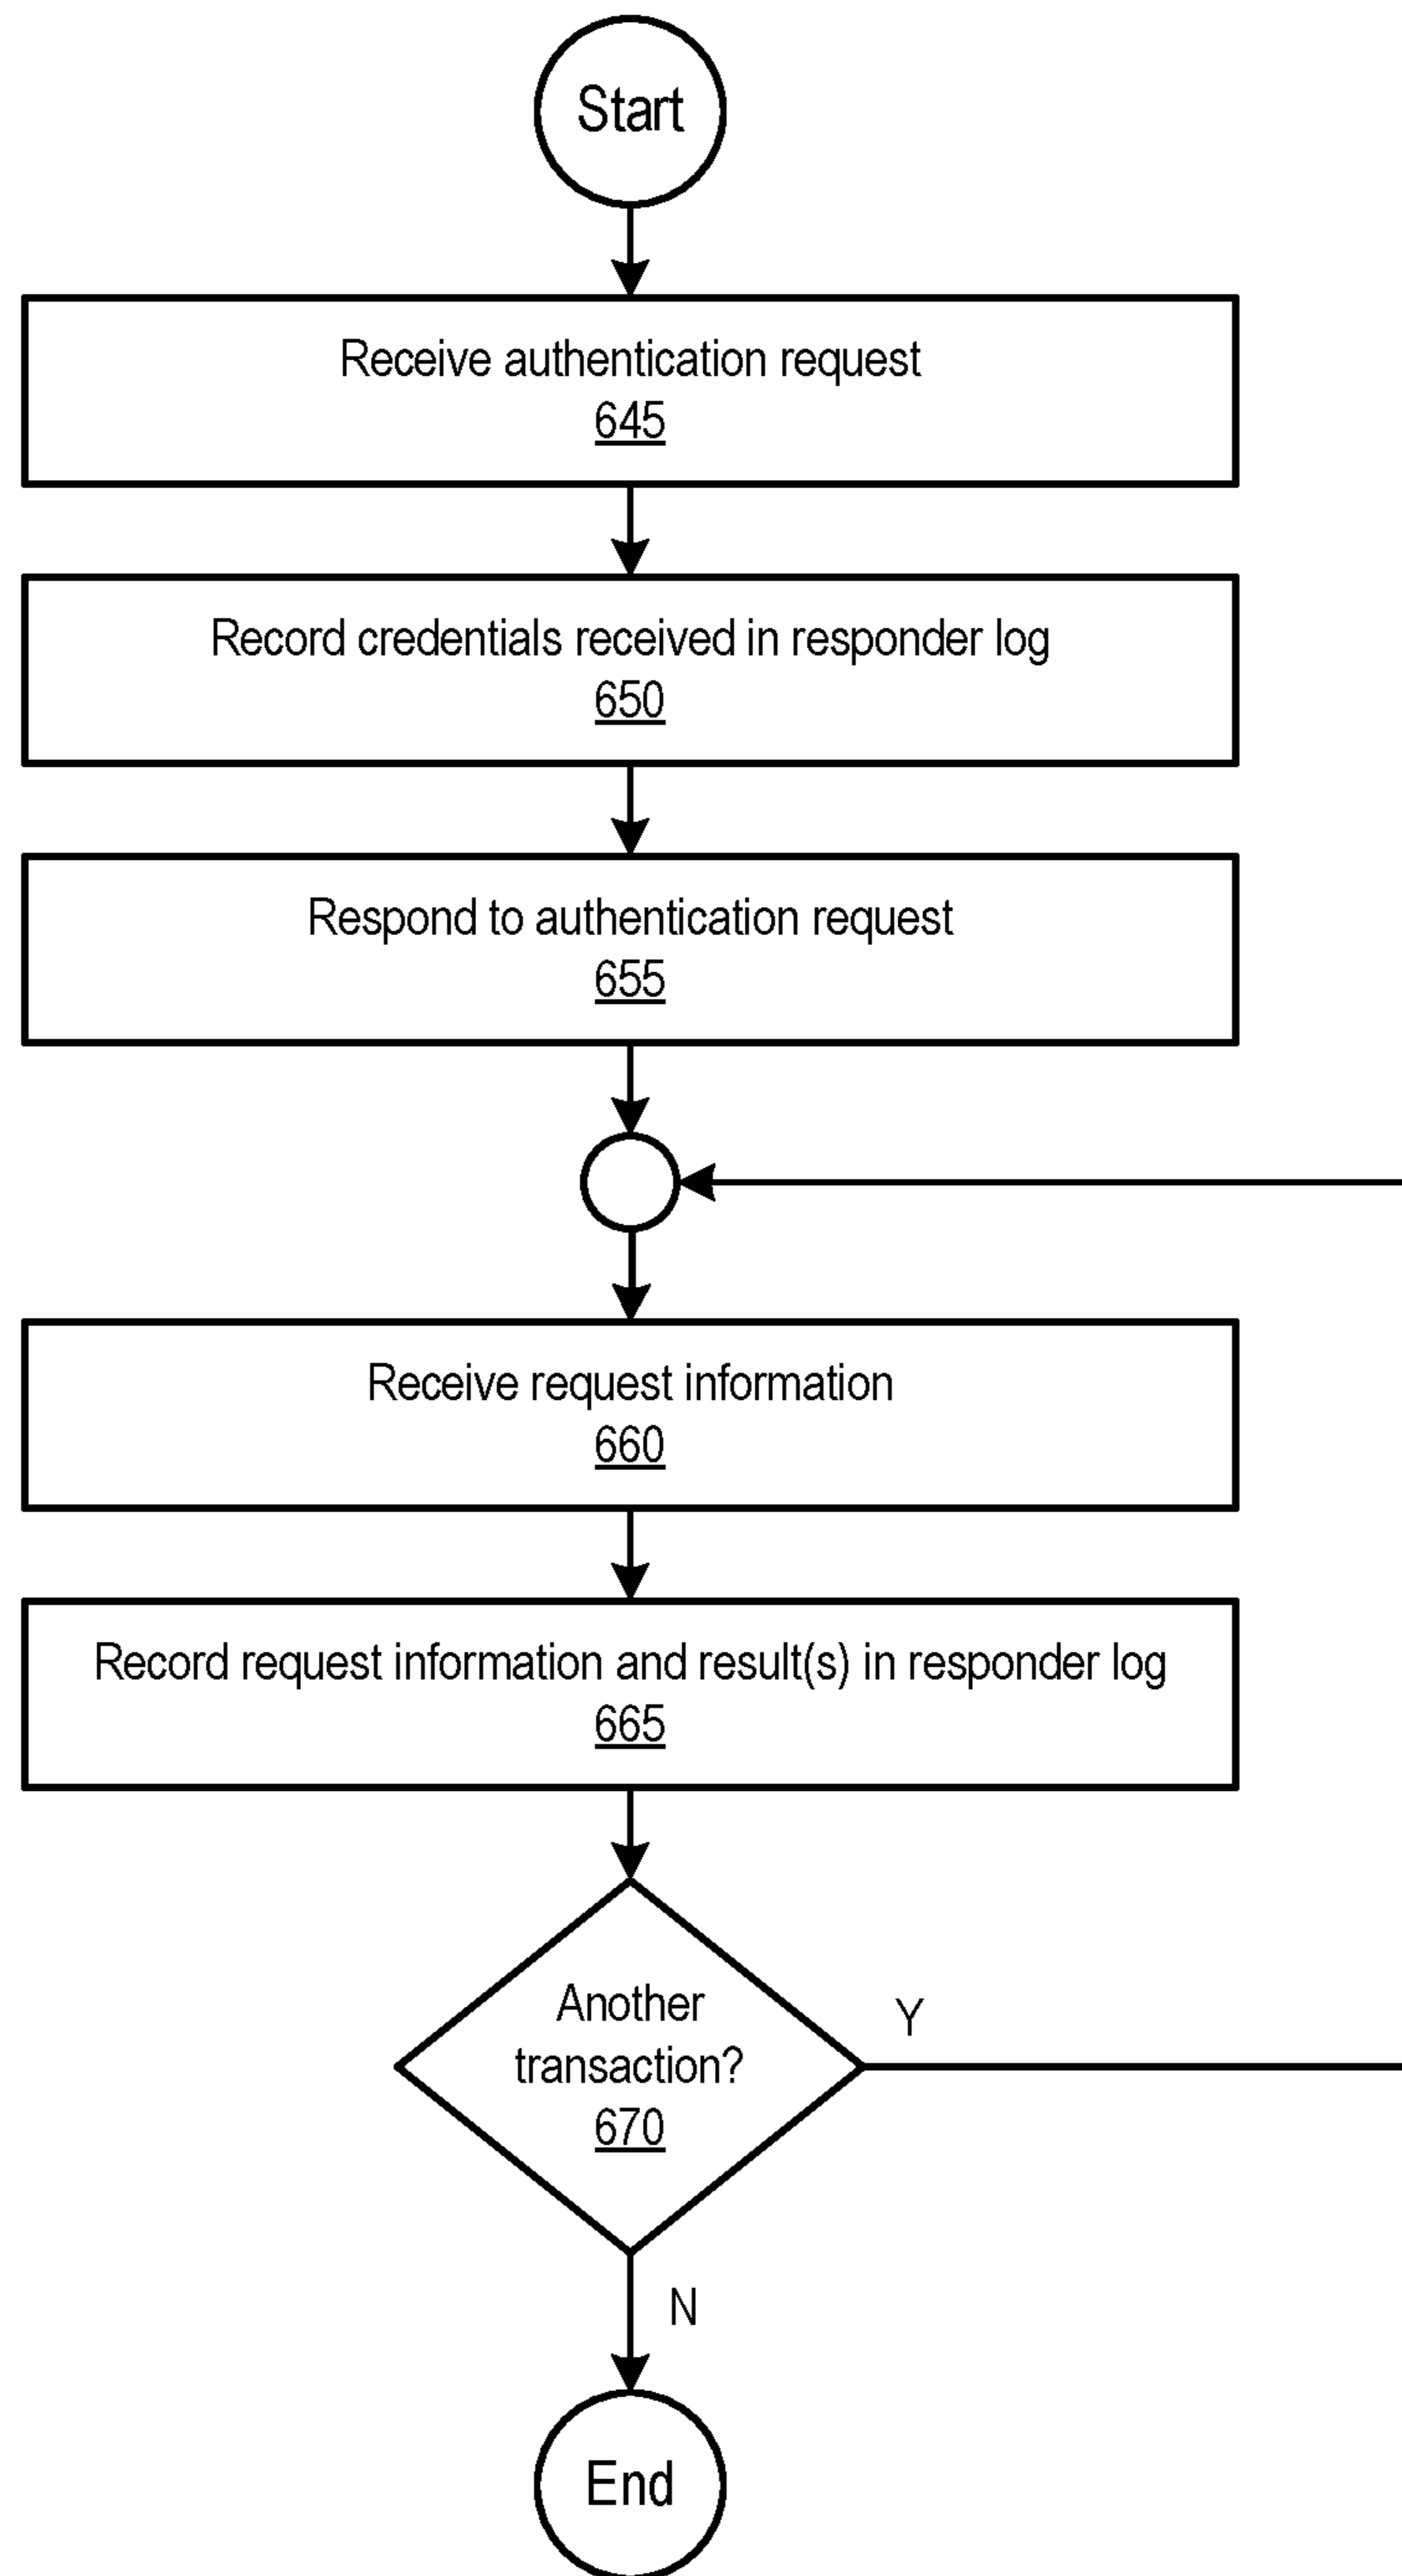 Start
Receive authentication request
645
Record credentials received in responder log
650
Respond to authentication request
655
Receive request information
660
Record request information and result(s) in responder log
665
Another
transaction?
670
Y
N
End